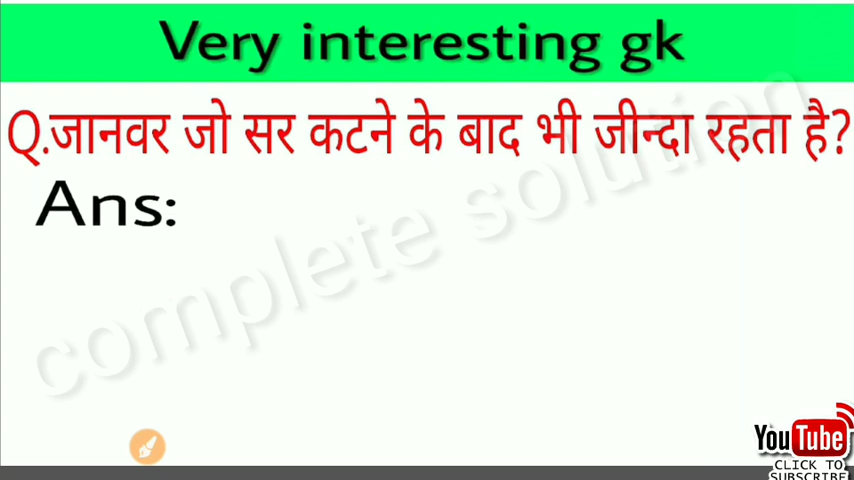 Very interesting gk
Q.जानवर जो सर कटने के बाद भी जीन्दा रहता है?
Ans:
complete solution
YouTube
CLICK TO
SUBSCRIBE